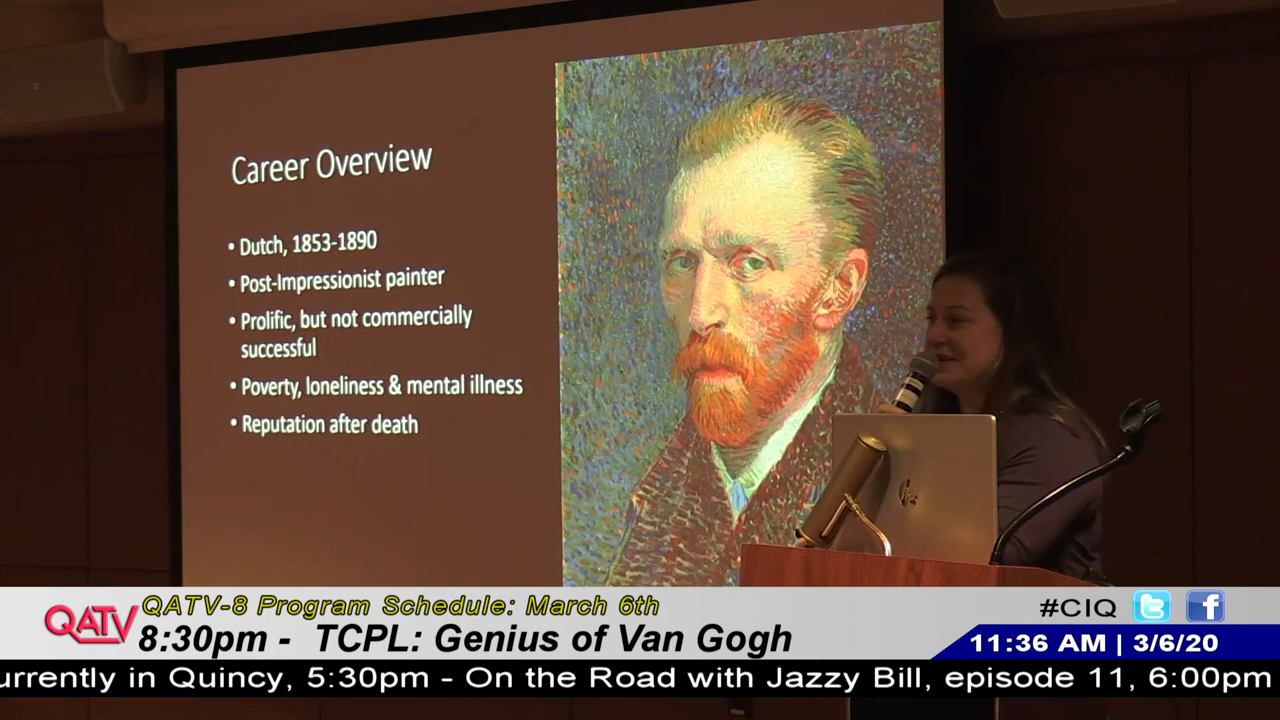 Career Overview
• Dutch, 1853-1890
• Post-Impressionist painter
• Prolific, but not commercially
successful
• Poverty, loneliness & mental illness
• Reputation after death
hp
QATV
QATV-8 Program Schedule: March 6th
8:30pm - TCPL: Genius of Van Gogh
#CIQ
11:36 AM | 3/6/20
in Quincy, 5:30pm - On the Road with Jazzy Bill, episode 11, 6:00pm